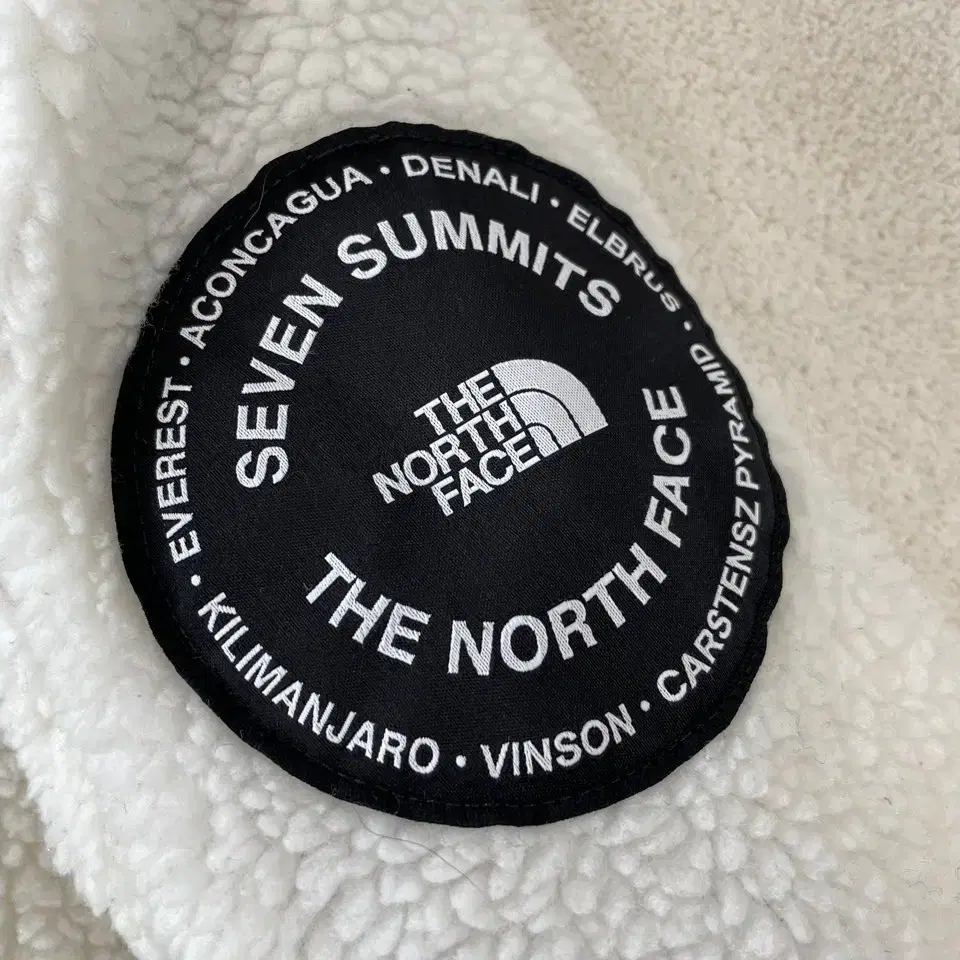 EVEREST · ACONCAGUA · DENALI · ELBRUS · CARSTENSZ PYRAMID · VINSON · KILIMANJARO ·
SEVEN SUMMITS
THE
NORTH
FACE
THE NORTH FACE